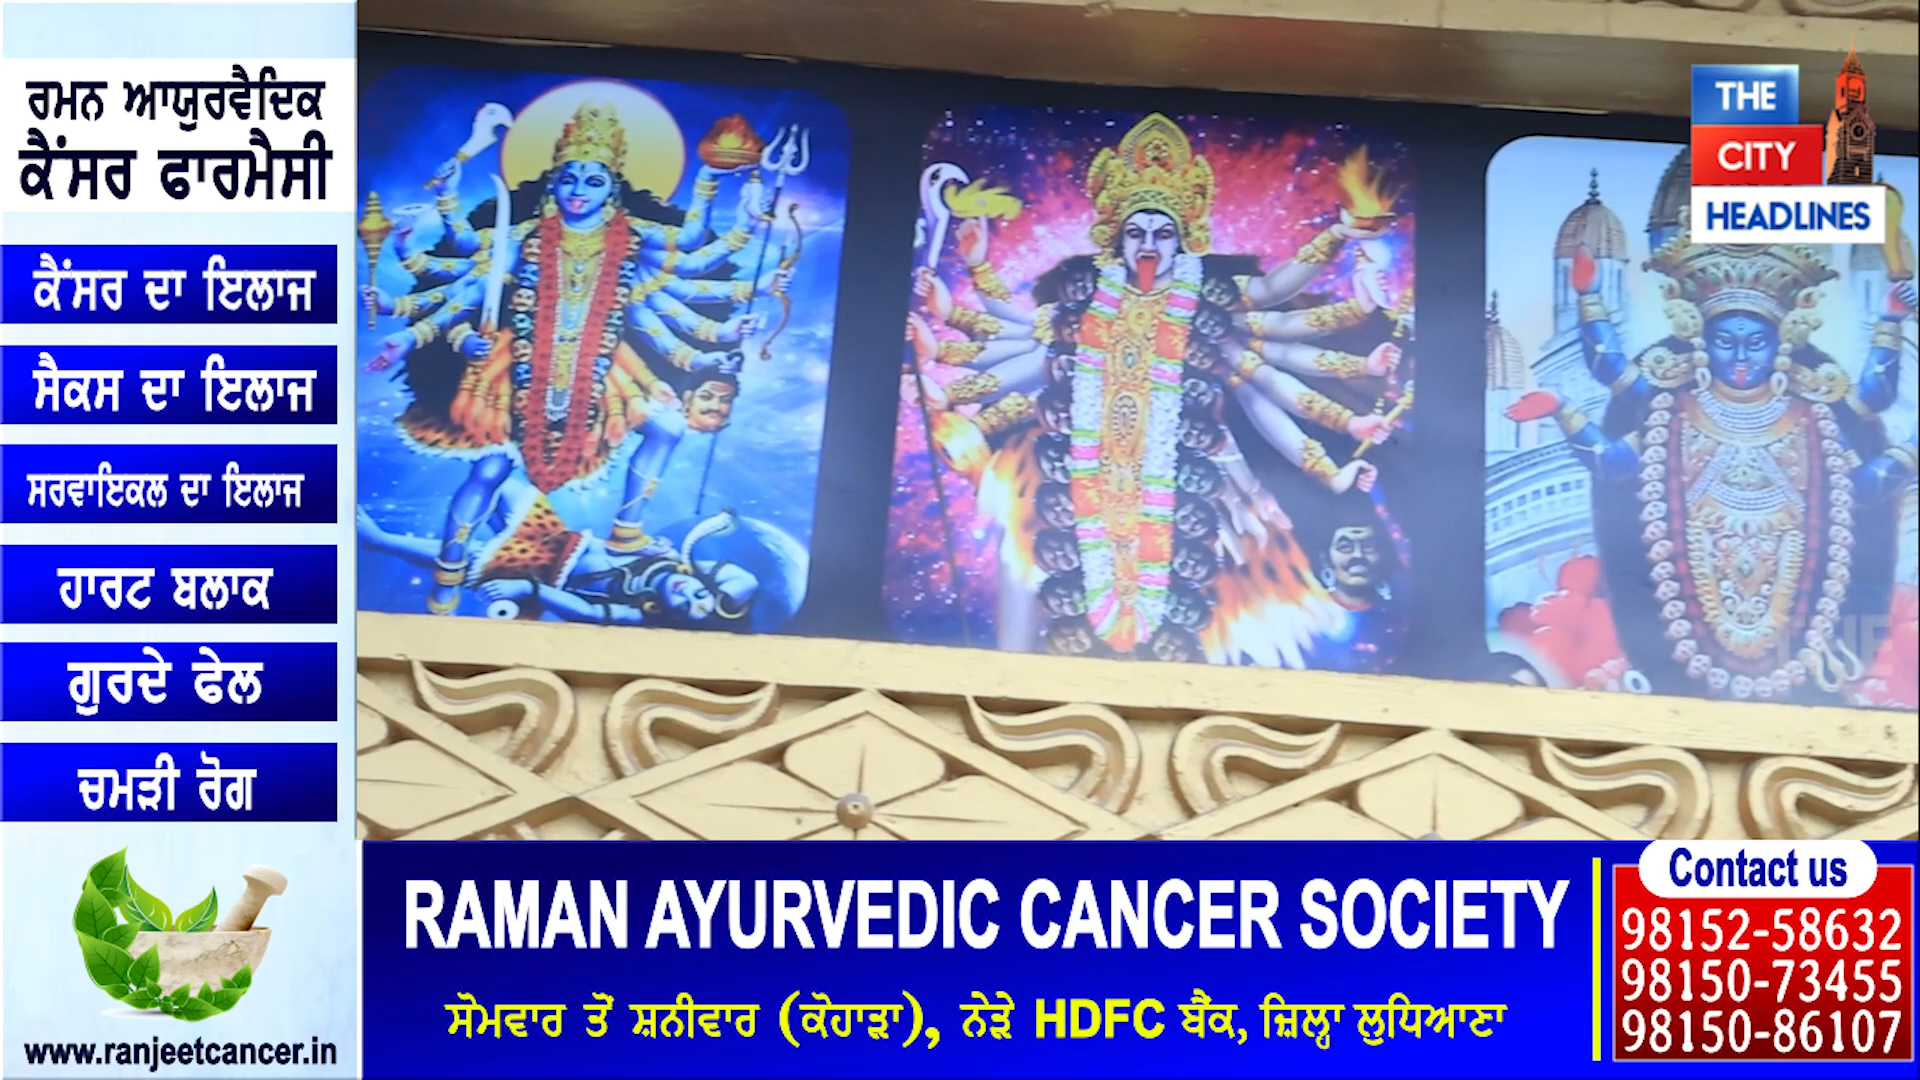 ਰਮਨ ਆਯੁਰਵੈਦਿਕ
ਕੈਂਸਰ ਫਾਰਮੈਸੀ
ਕੈਂਸਰ ਦਾ ਇਲਾਜ
ਸੈਕਸ ਦਾ ਇਲਾਜ
ਸਰਵਾਇਕਲ ਦਾ ਇਲਾਜ
ਹਾਰਟ ਬਲਾਕ
ਗੁਰਦੇ ਫੇਲ
ਚਮੜੀ ਰੋਗ
www.ranjeetcancer.in
THE
CITY
HEADLINES
RAMAN AYURVEDIC CANCER SOCIETY
ਸੋਮਵਾਰ ਤੋਂ ਸ਼ਨੀਵਾਰ (ਕੋਹਾੜਾ), ਨੇੜੇ HDFC ਬੈਂਕ, ਜ਼ਿਲ੍ਹਾ ਲੁਧਿਆਣਾ
Contact us
98152-58632
98150-73455
98150-86107